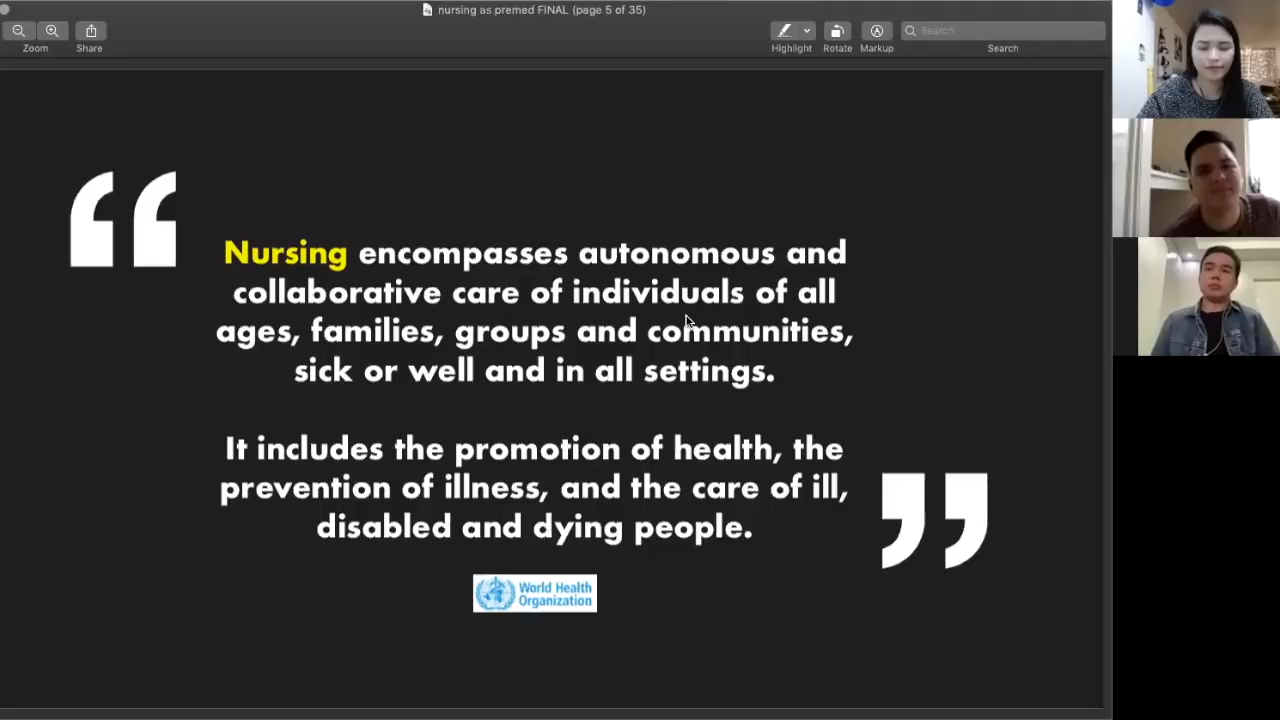 nursing as premed FINAL (page 5 of 35)
Search
Zoom
Share
Highlight
Rotate
Markup
Search
Nursing encompasses autonomous and
collaborative care of individuals of all
ages, families, groups and communities,
sick or well and in all settings.
It includes the promotion of health, the
prevention of illness, and the care of ill,
disabled and dying people.
World Health
Organization